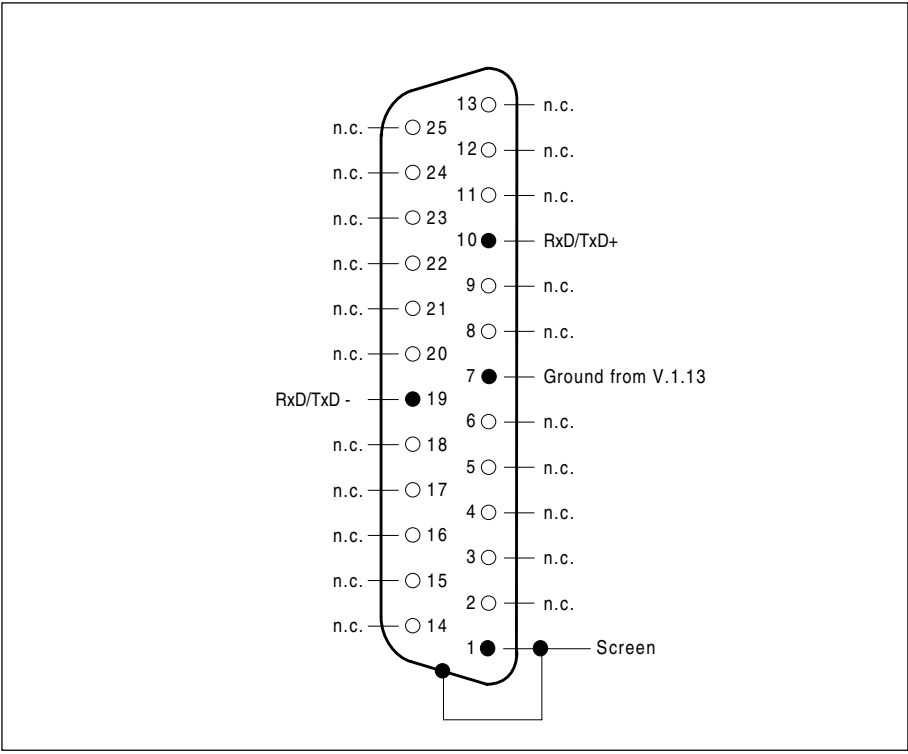 13 n.c.
n.c. 25
12 n.c.
n.c. 24
11 n.c.
n.c. 23
10 RxD/TxD+
n.c. 22
9 n.c.
n.c. 21
8 n.c.
n.c. 20
7 Ground from V.1.13
RxD/TxD - 19
6 n.c.
n.c. 18
5 n.c.
n.c. 17
4 n.c.
n.c. 16
3 n.c.
n.c. 15
2 n.c.
n.c. 14
1 Screen